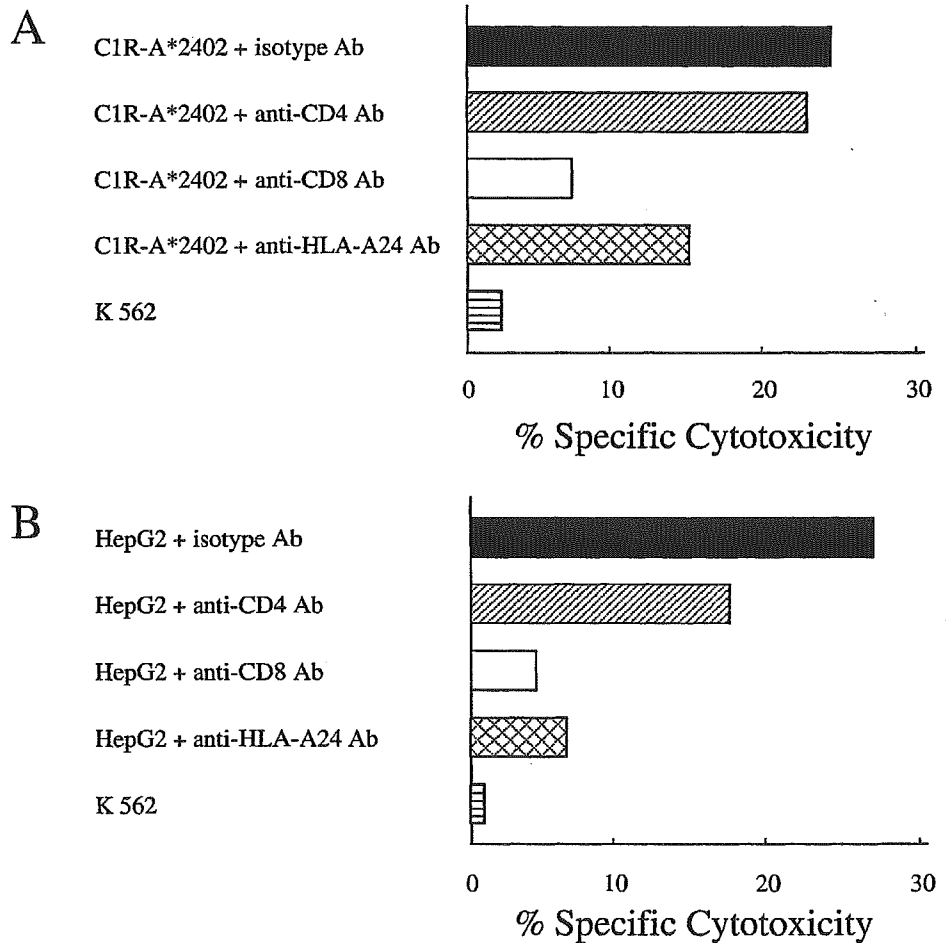 A
C1R-A*2402 + isotype Ab
C1R-A*2402 + anti-CD4 Ab
C1R-A*2402 + anti-CD8 Ab
C1R-A*2402 + anti-HLA-A24 Ab
K 562
0 10 20 30
% Specific Cytotoxicity
B
HepG2 + isotype Ab
HepG2 + anti-CD4 Ab
HepG2 + anti-CD8 Ab
HepG2 + anti-HLA-A24 Ab
K 562
0 10 20 30
% Specific Cytotoxicity